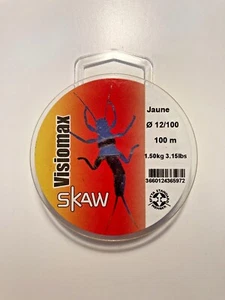 Visiomax
SKAW
Jaune
Ø 12/100
100 m
1.50kg 3.15lbs
3660124365972